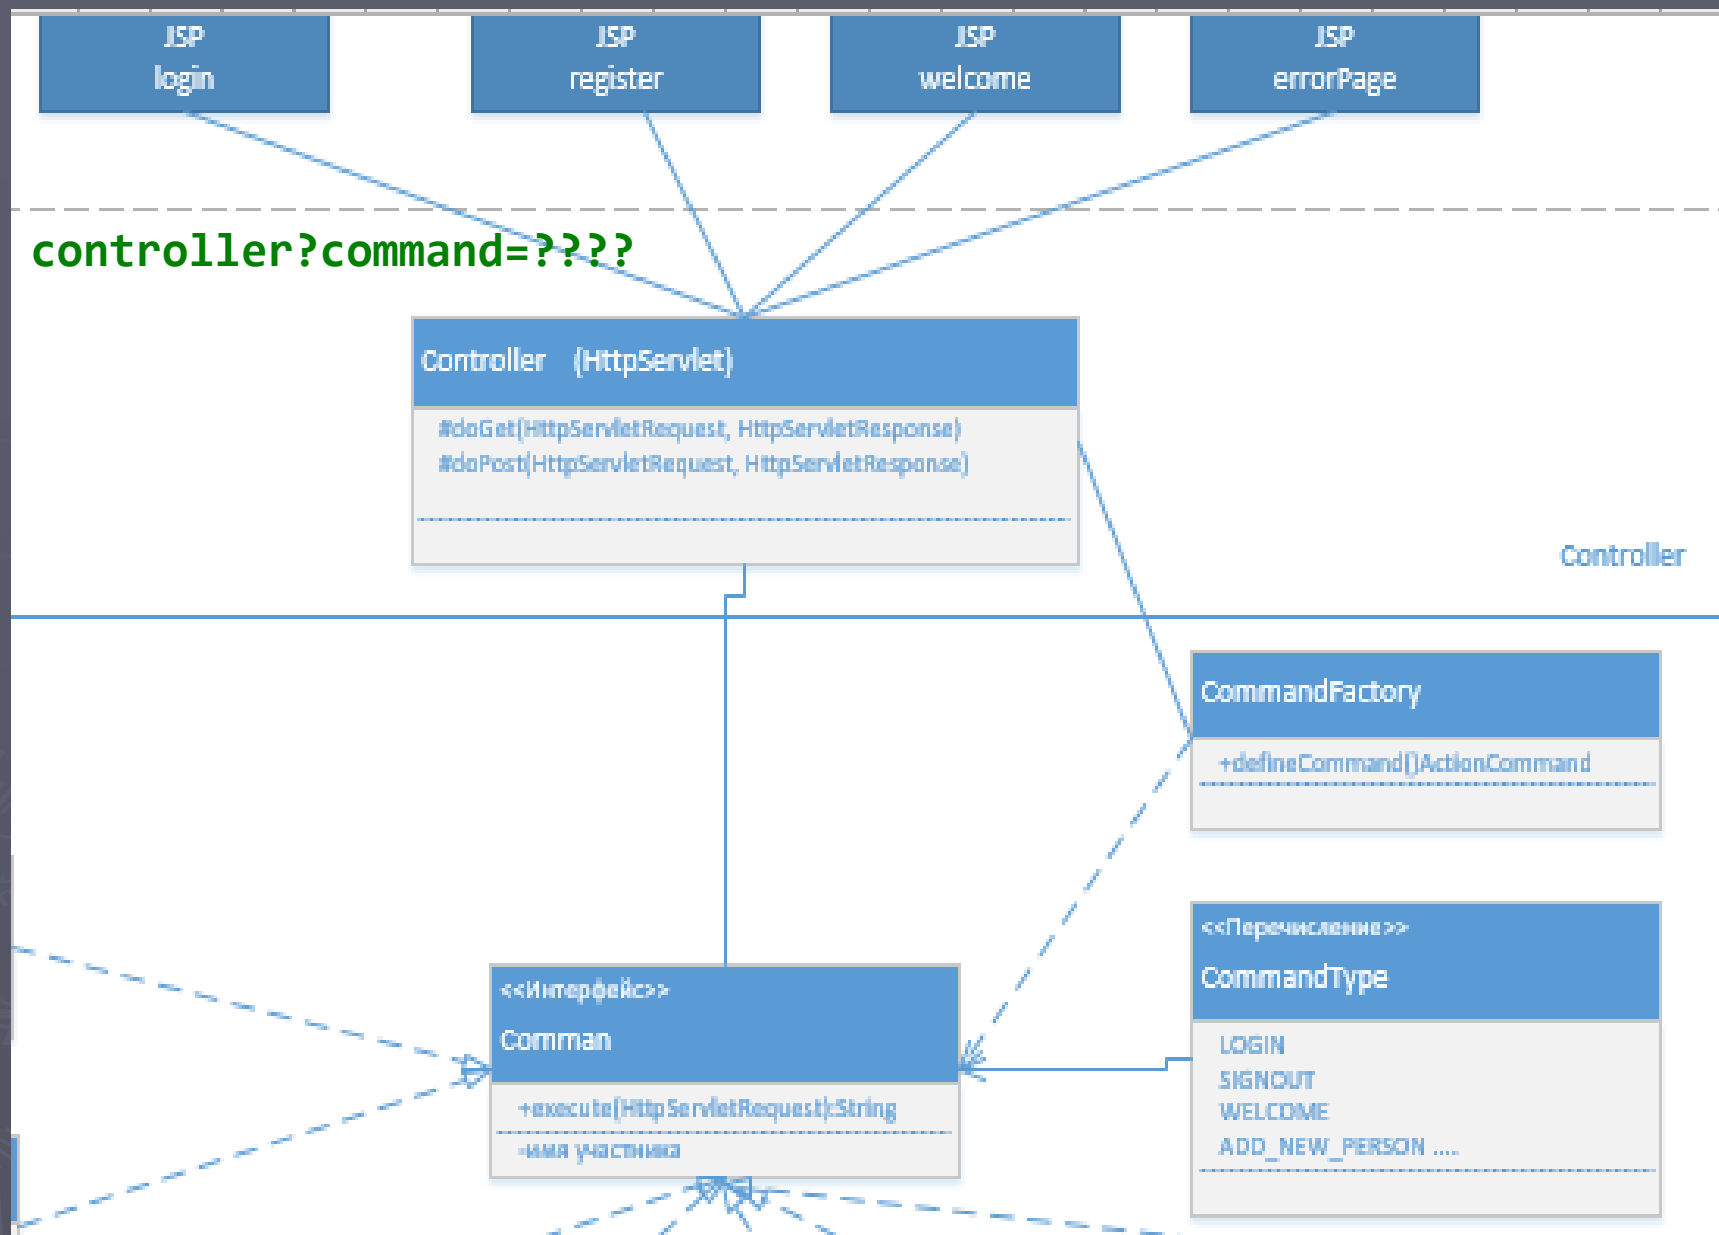 JSP
login
JSP
register
JSP
welcome
JSP
errorPage
controller?command=????
Controller (HttpServlet)
#doGet(HttpServletRequest, HttpServletResponse)
#doPost(HttpServletRequest, HttpServletResponse)
Controller
CommandFactory
+defineCommand()ActionCommand
<<Перечисление>>
CommandType
LOGIN
SIGNOUT
WELCOME
ADD_NEW_PERSON ....
<<Интерфейс>>
Comman
+execute(HttpServletRequest):String
-имя участника